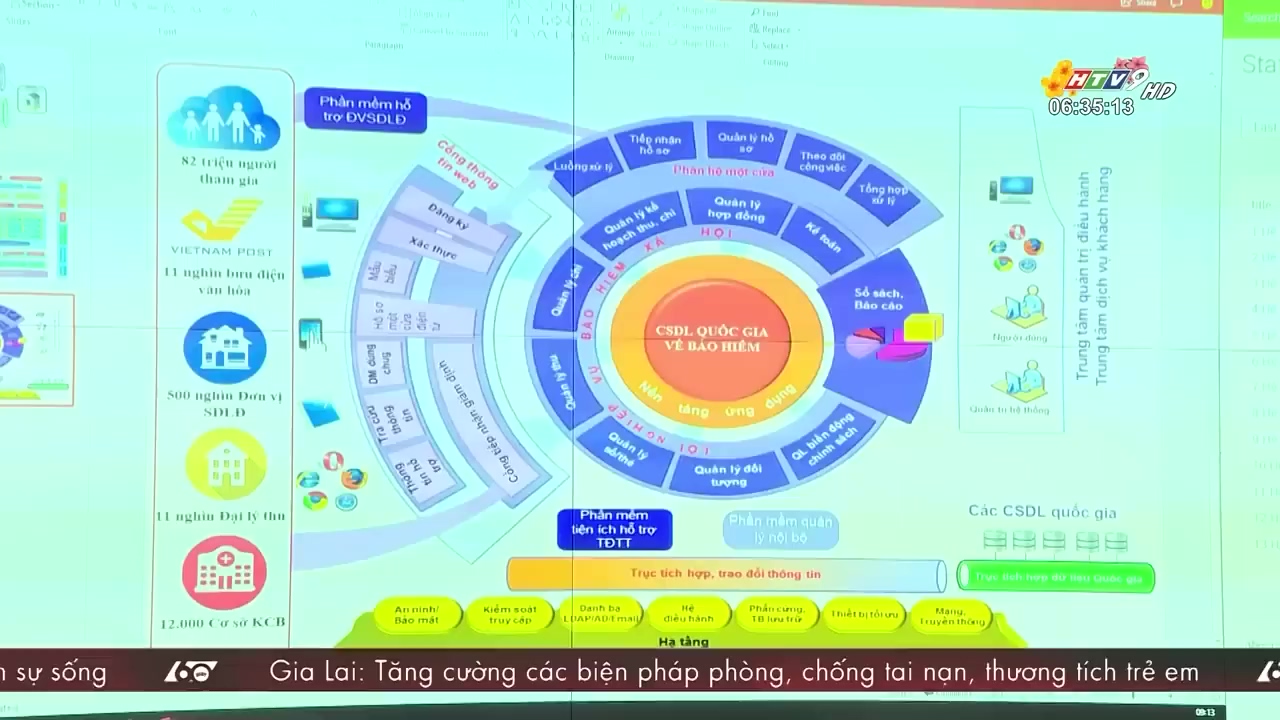 Share
Replace
Select
Editing
Drawing
Paragraph
HTV9 HD
06:35:13
82 triệu người
tham gia
VIETNAM POST
11 nghìn bưu điện
văn hóa
500 nghìn Đơn vị
SDLĐ
11 nghìn Đại lý thu
12.000 Cơ sở KCB
Phần mềm hỗ
trợ ĐVSDLĐ
Cổng thông
tin web
Đăng ký
Xác thực
Mẫu
biểu
Hồ sơ
một
cửa
điện
tử
DM dùng
chung
Tra cứu
thông
tin
Thông
tin hỗ
trợ
Cổng tiếp nhận giám định
Luồng xử lý
Tiếp nhận
hồ sơ
Quản lý hồ
sơ
Theo dõi
công việc
Tổng hợp
xử lý
Phân hệ một cửa
Quản lý kế
hoạch thu, chi
Quản lý
hợp đồng
Kế toán
Quản lý chi
Quản lý thu
Quản lý
sổ/thẻ
Quản lý đối
tượng
QL biến động
chính sách
Sổ sách,
Báo cáo
BẢO HIỂM XÃ HỘI
CSDL QUỐC GIA
VỀ BẢO HIỂM
Nền tảng ứng dụng
Người dùng
Quản trị hệ thống
Trung tâm quản trị điều hành
Trung tâm dịch vụ khách hàng
Phần mềm
tiện ích hỗ trợ
TĐTT
Phần mềm quản
lý nội bộ
Các CSDL quốc gia
Trục tích hợp, trao đổi thông tin
Trục tích hợp dữ liệu Quốc gia
An ninh/
Bảo mật
Kiểm soát
truy cập
Danh bạ
LDAP/AD/Email
Hệ
điều hành
Phần cứng,
TB lưu trữ
Thiết bị tối ưu
Mạng,
Truyền thông
Hạ tầng
sự sống
60
Gia Lai: Tăng cường các biện pháp phòng, chống tai nạn, thương tích trẻ em
09:13